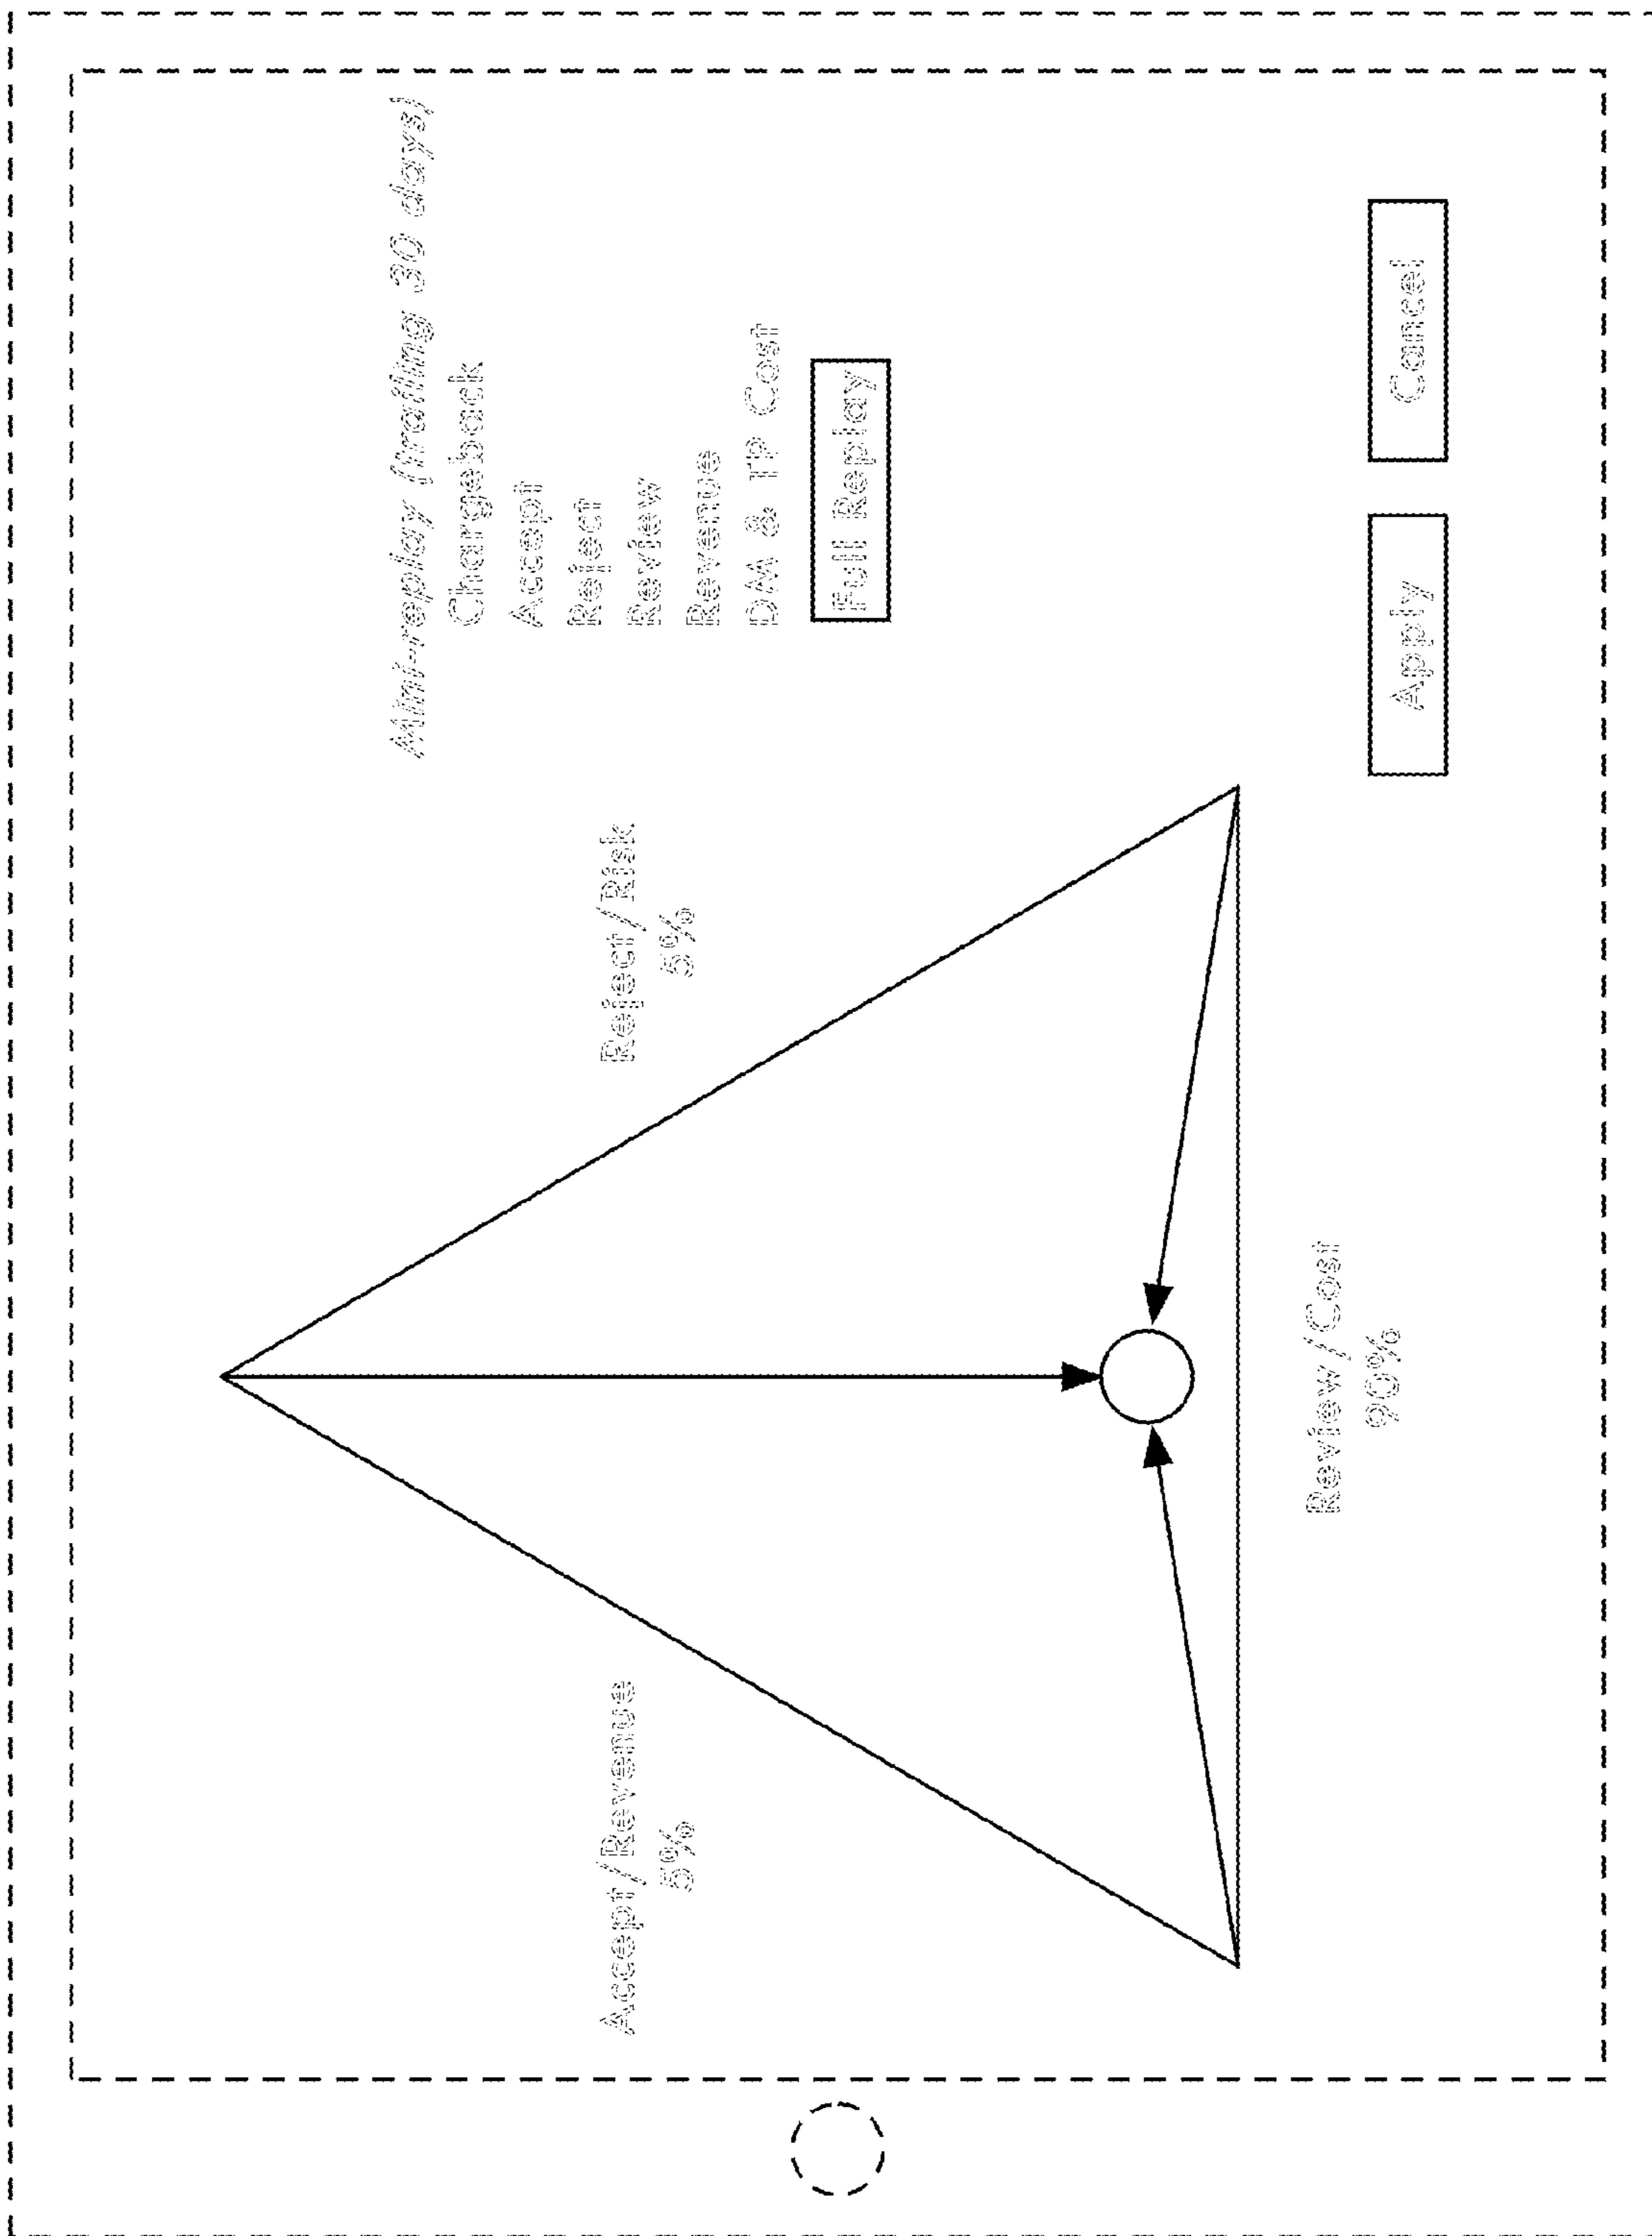 Mini-replay (trailing 30 days)
Chargeback
Accept
Reject
Review
Revenue
DM & TP Cost
Full Replay
Accept/Revenue
5%
Reject/Risk
5%
Review/Cost
90%
Apply
Cancel